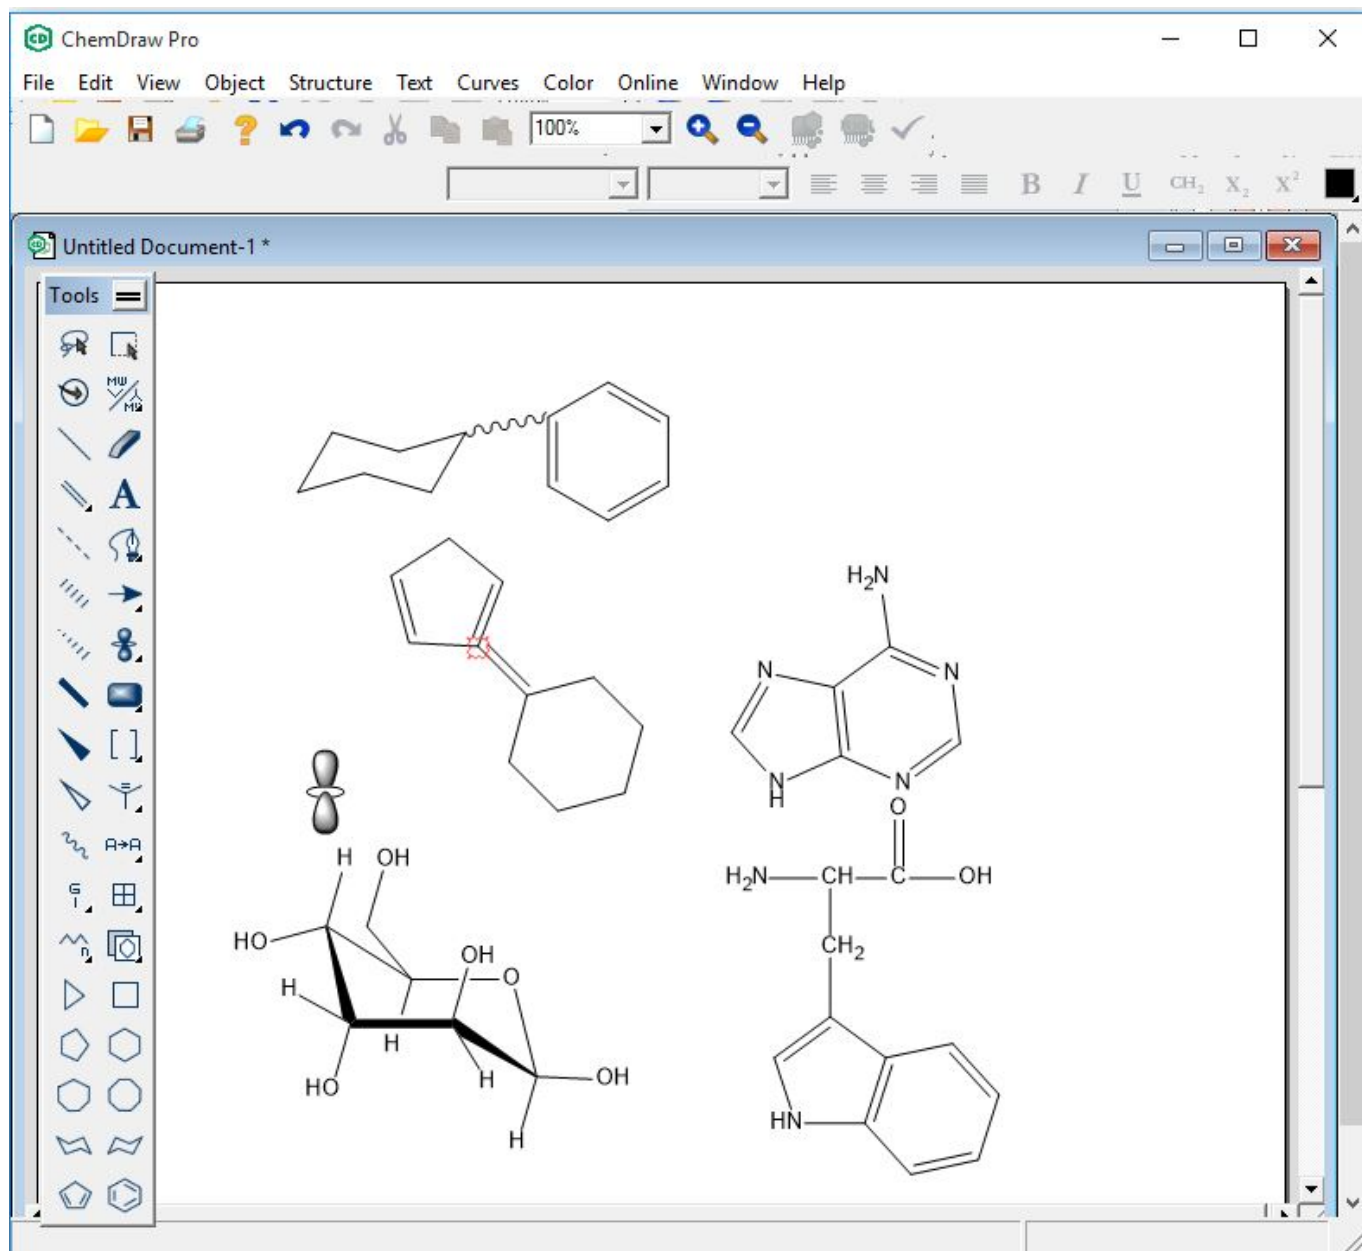 ChemDraw Pro
File Edit View Object Structure Text Curves Color Online Window Help
100%
B I U CH₂ X₂ X²
Untitled Document-1 *
Tools
MW
A
A→A
H₂N
N
N
N
H
N
O
H₂N CH C OH
CH₂
HN
H OH
HO
OH
O
H
H
HO
H
OH
H